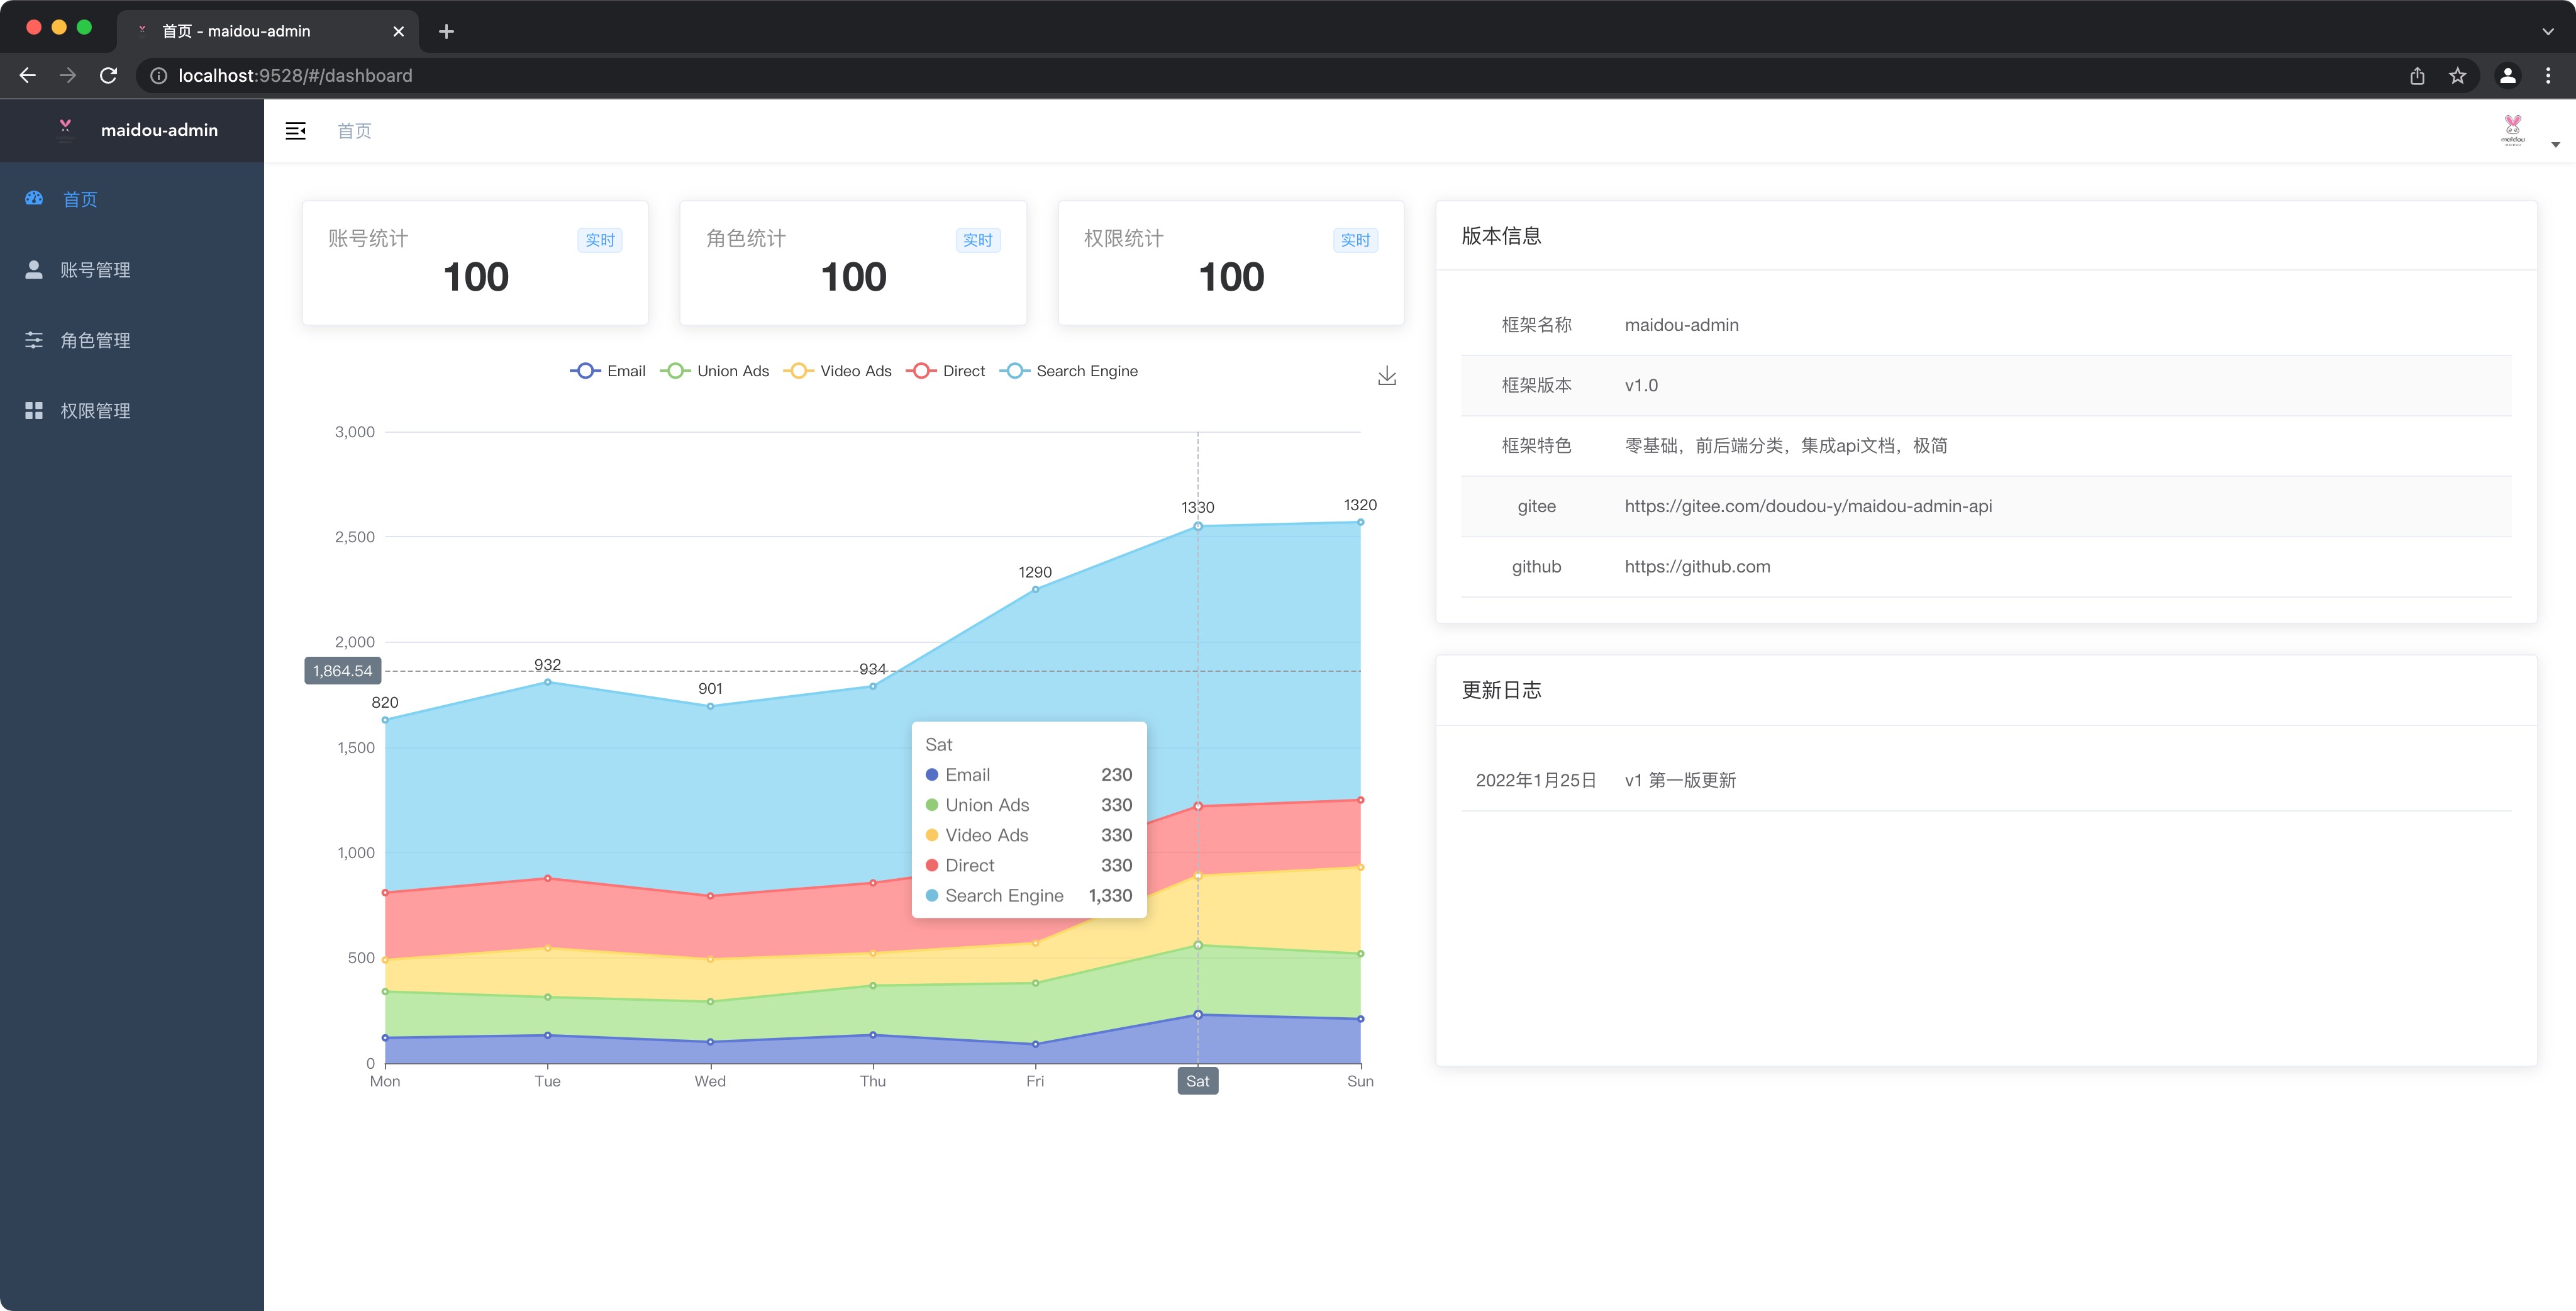 首页 - maidou-admin
localhost:9528/#/dashboard
maidou-admin
首页
账号管理
角色管理
权限管理
首页
maidou
账号统计
实时
100
角色统计
实时
100
权限统计
实时
100
Email Union Ads Video Ads Direct Search Engine
3,000
2,500
2,000
1,864.54
1,500
1,000
500
0
820
932
901
934
1290
1330
1320
Sat
Email 230
Union Ads 330
Video Ads 330
Direct 330
Search Engine 1,330
Mon Tue Wed Thu Fri Sat Sun
版本信息
框架名称 maidou-admin
框架版本 v1.0
框架特色 零基础，前后端分类，集成api文档，极简
gitee https://gitee.com/doudou-y/maidou-admin-api
github https://github.com
更新日志
2022年1月25日 v1 第一版更新